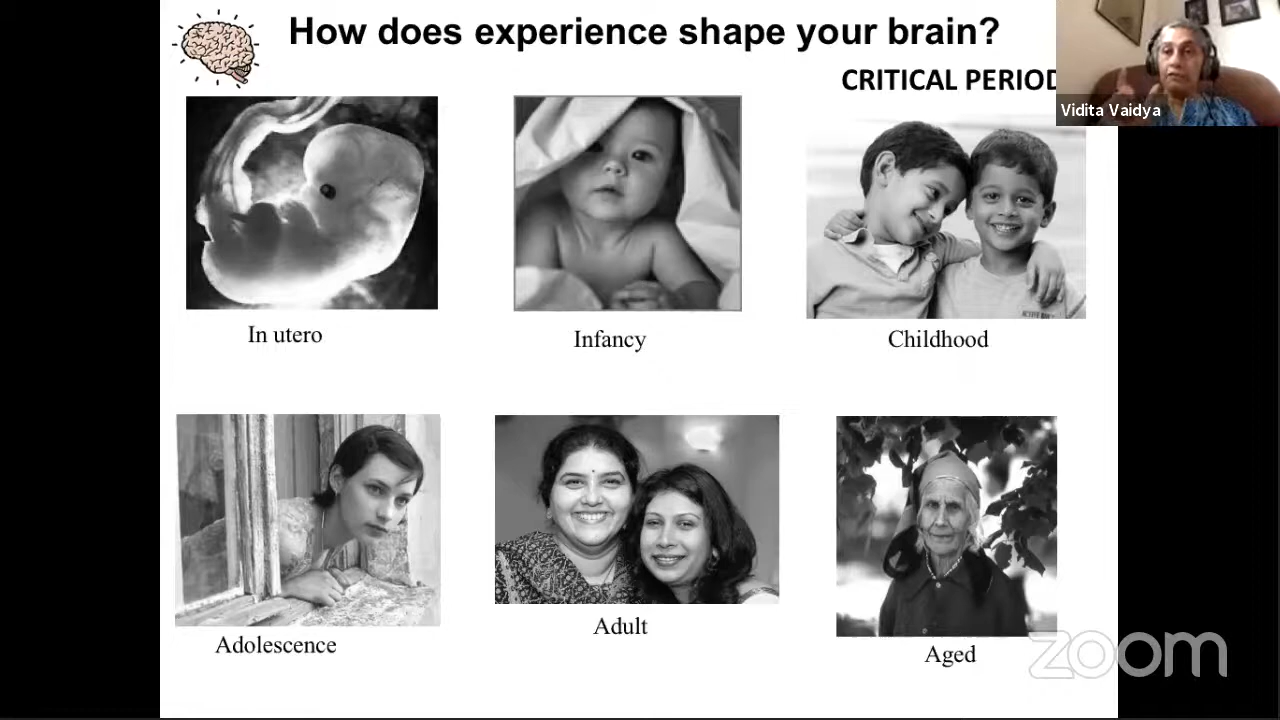 How does experience shape your brain?
CRITICAL PERIOD
Vidita Vaidya
In utero
Infancy
Childhood
Adolescence
Adult
Aged
zoom